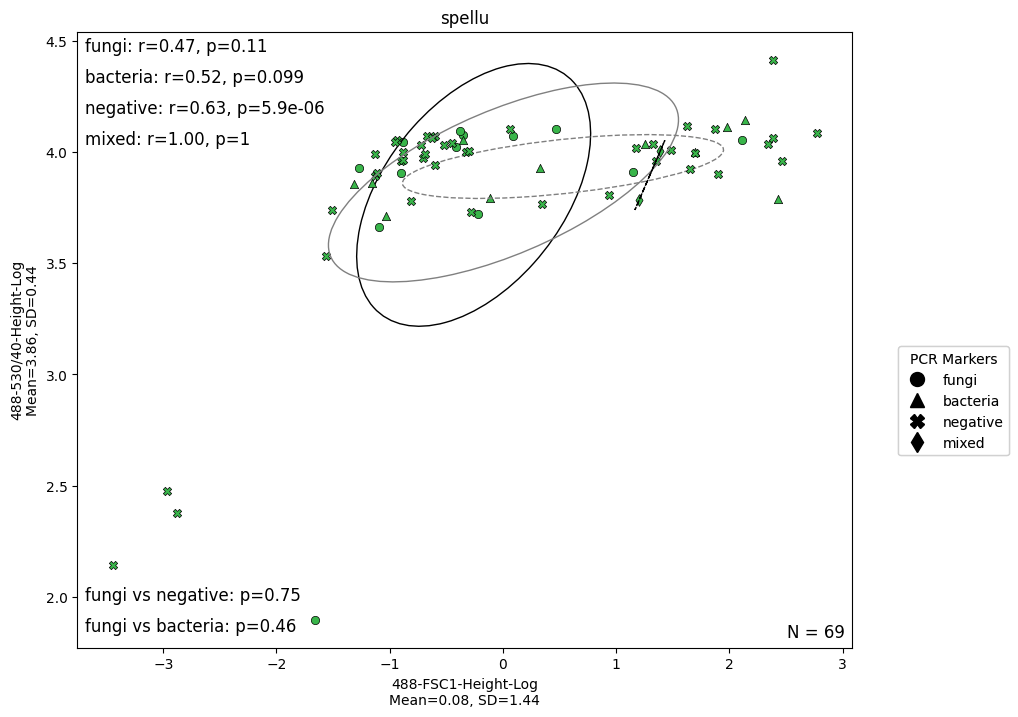 spellu
fungi: r=0.47, p=0.11
bacteria: r=0.52, p=0.099
negative: r=0.63, p=5.9e-06
mixed: r=1.00, p=1
4.5
4.0
3.5
3.0
2.5
2.0
488-530/40-Height-Log
Mean=3.86, SD=0.44
PCR Markers
fungi
bacteria
negative
mixed
fungi vs negative: p=0.75
fungi vs bacteria: p=0.46
N = 69
−3 −2 −1 0 1 2 3
488-FSC1-Height-Log
Mean=0.08, SD=1.44